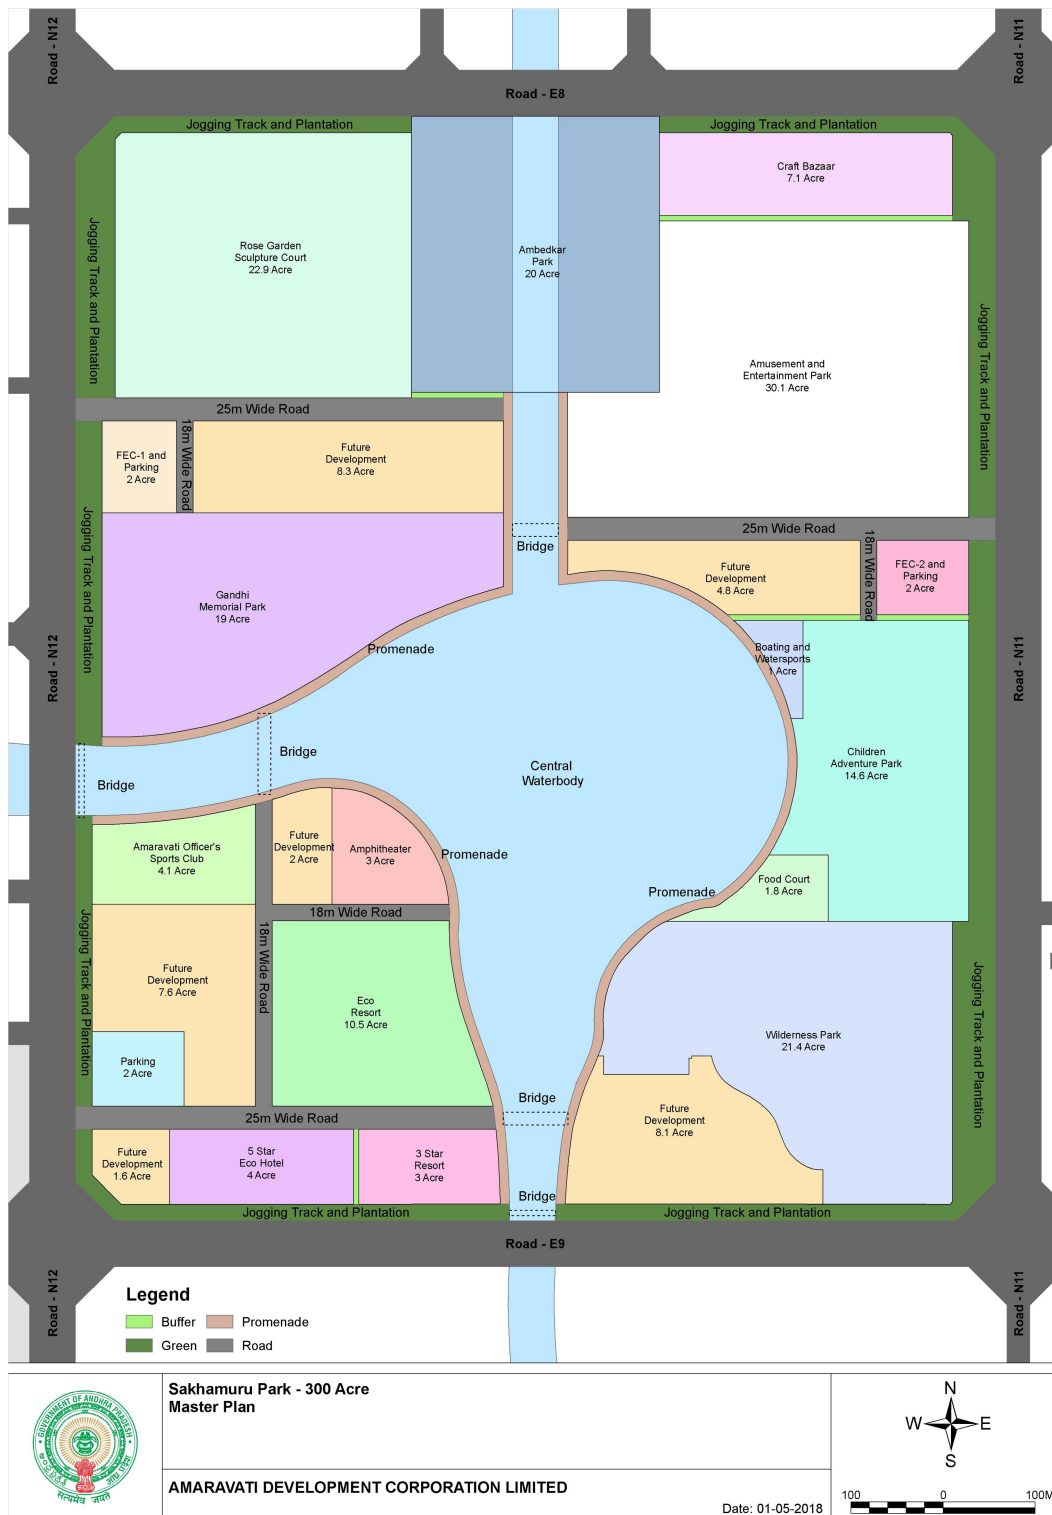 Road - N12
Road - N11
Road - E8
Jogging Track and Plantation
Jogging Track and Plantation
Craft Bazaar
7.1 Acre
Jogging Track and Plantation
Rose Garden
Sculpture Court
22.9 Acre
Ambedkar
Park
20 Acre
Amusement and
Entertainment Park
30.1 Acre
Jogging Track and Plantation
25m Wide Road
18m Wide Road
FEC-1 and
Parking
2 Acre
Future
Development
8.3 Acre
Jogging Track and Plantation
Bridge
25m Wide Road
18m Wide Road
Future
Development
4.8 Acre
FEC-2 and
Parking
2 Acre
Gandhi
Memorial Park
19 Acre
Promenade
Boating and
Watersports
1 Acre
Road - N12
Road - N11
Bridge
Bridge
Central
Waterbody
Children
Adventure Park
14.6 Acre
Amaravati Officer's
Sports Club
4.1 Acre
Future
Development
2 Acre
Amphitheater
3 Acre
Promenade
Promenade
Food Court
1.8 Acre
18m Wide Road
18m Wide Road
Jogging Track and Plantation
Future
Development
7.6 Acre
Eco
Resort
10.5 Acre
Wilderness Park
21.4 Acre
Jogging Track and Plantation
Parking
2 Acre
Bridge
25m Wide Road
Future
Development
8.1 Acre
Future
Development
1.6 Acre
5 Star
Eco Hotel
4 Acre
3 Star
Resort
3 Acre
Bridge
Jogging Track and Plantation
Jogging Track and Plantation
Road - E9
Road - N12
Road - N11
Legend
Buffer
Promenade
Green
Road
Sakhamuru Park - 300 Acre
Master Plan
AMARAVATI DEVELOPMENT CORPORATION LIMITED
Date: 01-05-2018
GOVERNMENT OF ANDHRA PRADESH
सत्यमेव जयते
N
W E
S
100 0 100M